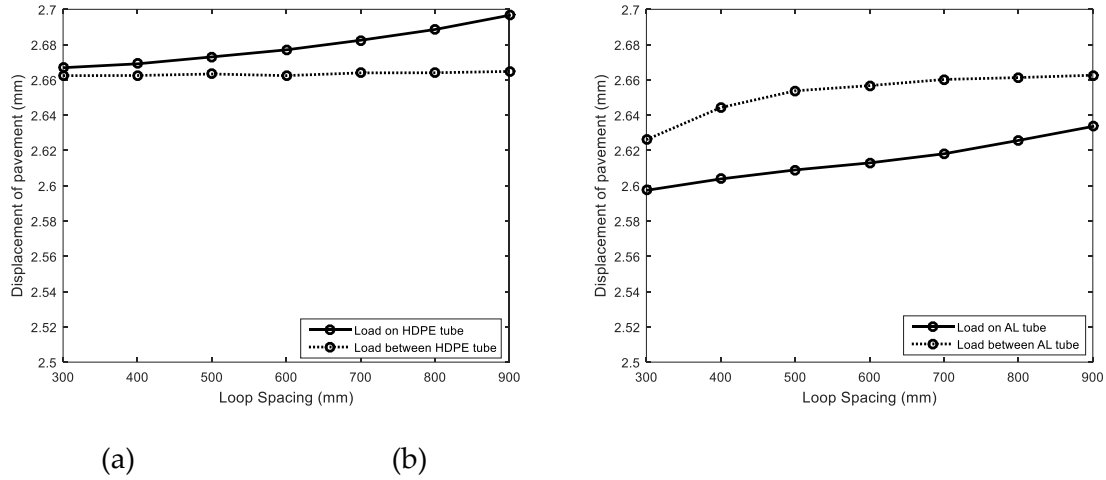 2.7
2.68
2.66
2.64
2.62
2.6
2.58
2.56
2.54
2.52
2.5
Displacement of pavement (mm)
300 400 500 600 700 800 900
Loop Spacing (mm)
Load on HDPE tube
Load between HDPE tube
2.7
2.68
2.66
2.64
2.62
2.6
2.58
2.56
2.54
2.52
2.5
Displacement of pavement (mm)
300 400 500 600 700 800 900
Loop Spacing (mm)
Load on AL tube
Load between AL tube
(a) (b)